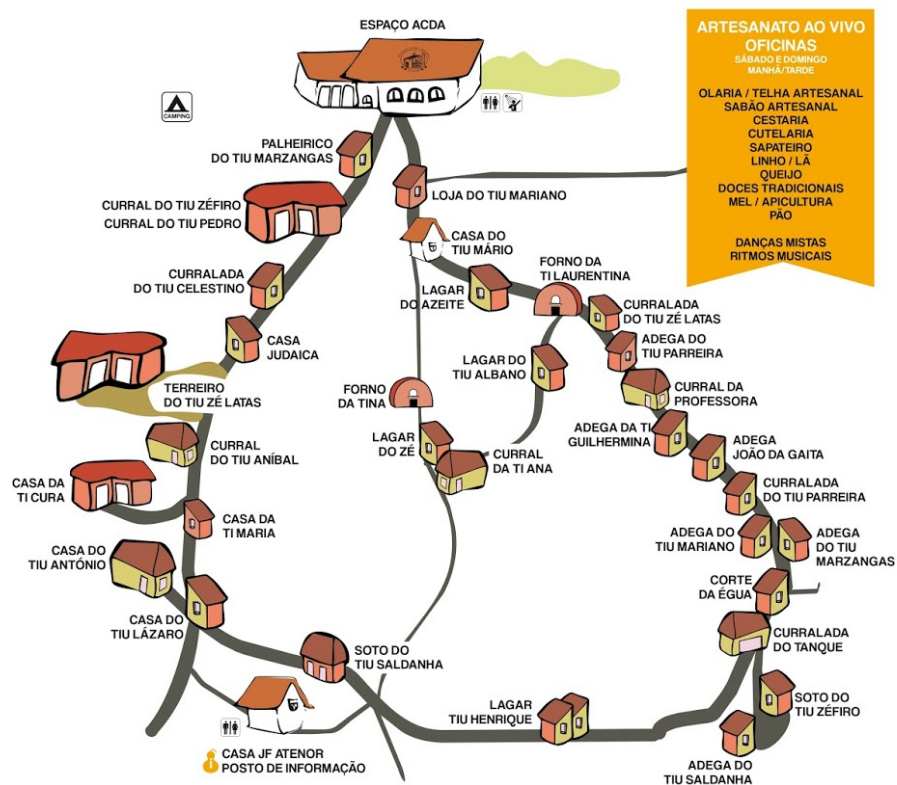 ESPAÇO ACDA
ARTESANATO AO VIVO
OFICINAS
SÁBADO E DOMINGO
MANHÃ/TARDE
OLARIA / TELHA ARTESANAL
SABÃO ARTESANAL
CESTARIA
CUTELARIA
SAPATEIRO
LINHO / LÃ
QUEIJO
DOCES TRADICIONAIS
MEL / APICULTURA
PÃO
DANÇAS MISTAS
RITMOS MUSICAIS
CAMPING
PALHEIRICO
DO TIU MARZANGAS
LOJA DO TIU MARIANO
CURRAL DO TIU ZÉFIRO
CURRAL DO TIU PEDRO
CASA DO
TIU MÁRIO
FORNO DA
TI LAURENTINA
CURRALADA
DO TIU CELESTINO
LAGAR
DO AZEITE
CURRALADA
DO TIU ZÉ LATAS
CASA
JUDAICA
ADEGA DO
TIU PARREIRA
LAGAR DO
TIU ALBANO
TERREIRO
DO TIU ZÉ LATAS
FORNO
DA TINA
CURRAL DA
PROFESSORA
ADEGA DA TI
GUILHERMINA
LAGAR
DO ZÉ
CURRAL
DO TIU ANÍBAL
CURRAL
DA TI ANA
ADEGA
JOÃO DA GAITA
CASA DA
TI CURA
CURRALADA
DO TIU PARREIRA
CASA DA
TI MARIA
ADEGA DO
TIU MARIANO
ADEGA
DO TIU
MARZANGAS
CASA DO
TIU ANTÓNIO
CORTE
DA ÉGUA
CASA DO
TIU LÁZARO
CURRALADA
DO TANQUE
SOTO DO
TIU SALDANHA
SOTO DO
TIU ZÉFIRO
LAGAR
TIU HENRIQUE
CASA JF ATENOR
POSTO DE INFORMAÇÃO
ADEGA DO
TIU SALDANHA